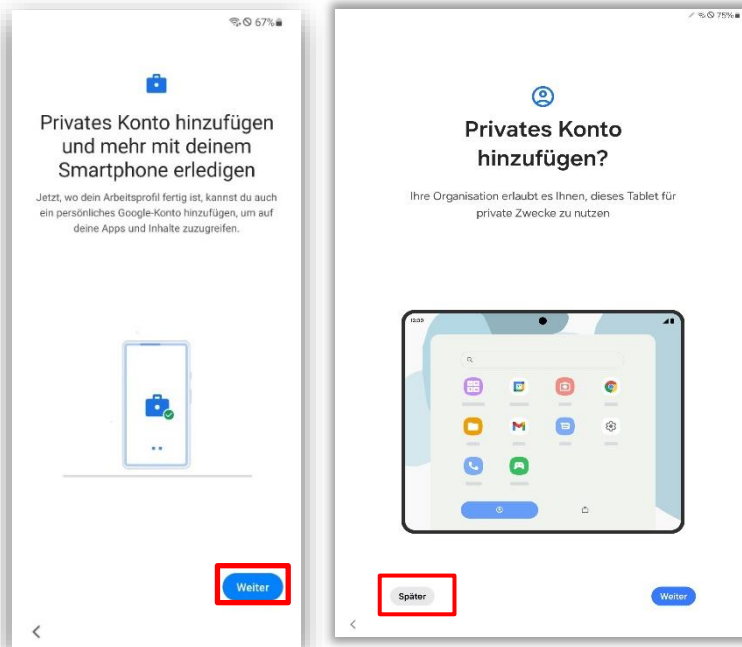 67%
Privates Konto hinzufügen
und mehr mit deinem
Smartphone erledigen
Jetzt, wo dein Arbeitsprofil fertig ist, kannst du auch
ein persönliches Google-Konto hinzufügen, um auf
deine Apps und Inhalte zuzugreifen.
Weiter
75%
Privates Konto
hinzufügen?
Ihre Organisation erlaubt es Ihnen, dieses Tablet für
private Zwecke zu nutzen
Später
Weiter